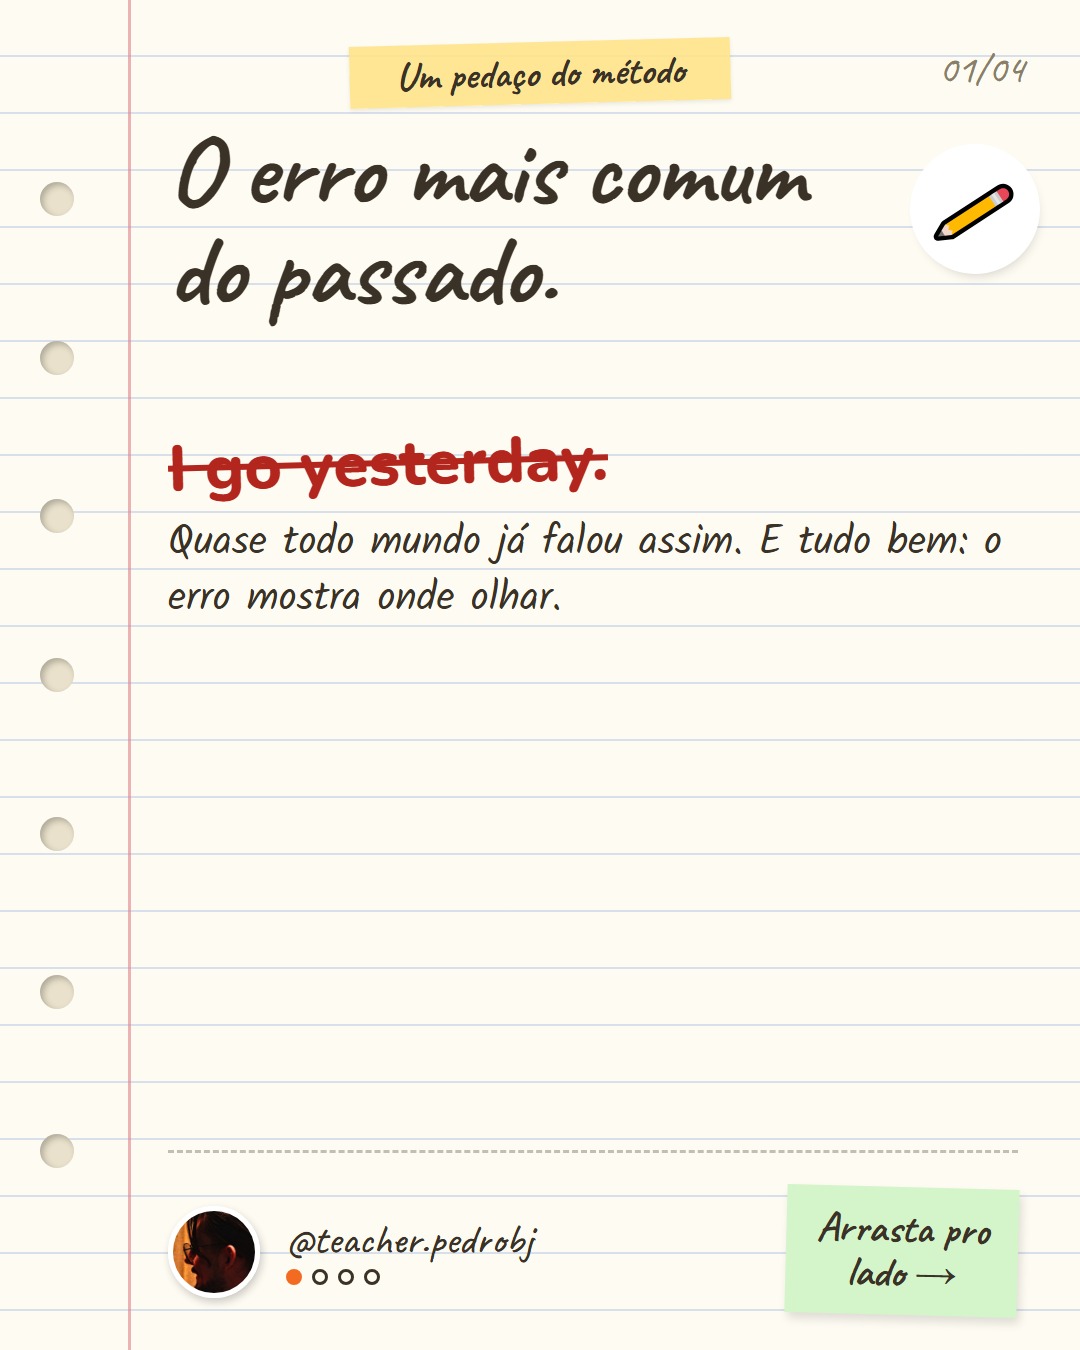 Um pedaço do método
01/04
O erro mais comum
do passado.
I go yesterday.
Quase todo mundo já falou assim. E tudo bem: o
erro mostra onde olhar.
@teacher.pedrobj
Arrasta pro
lado →